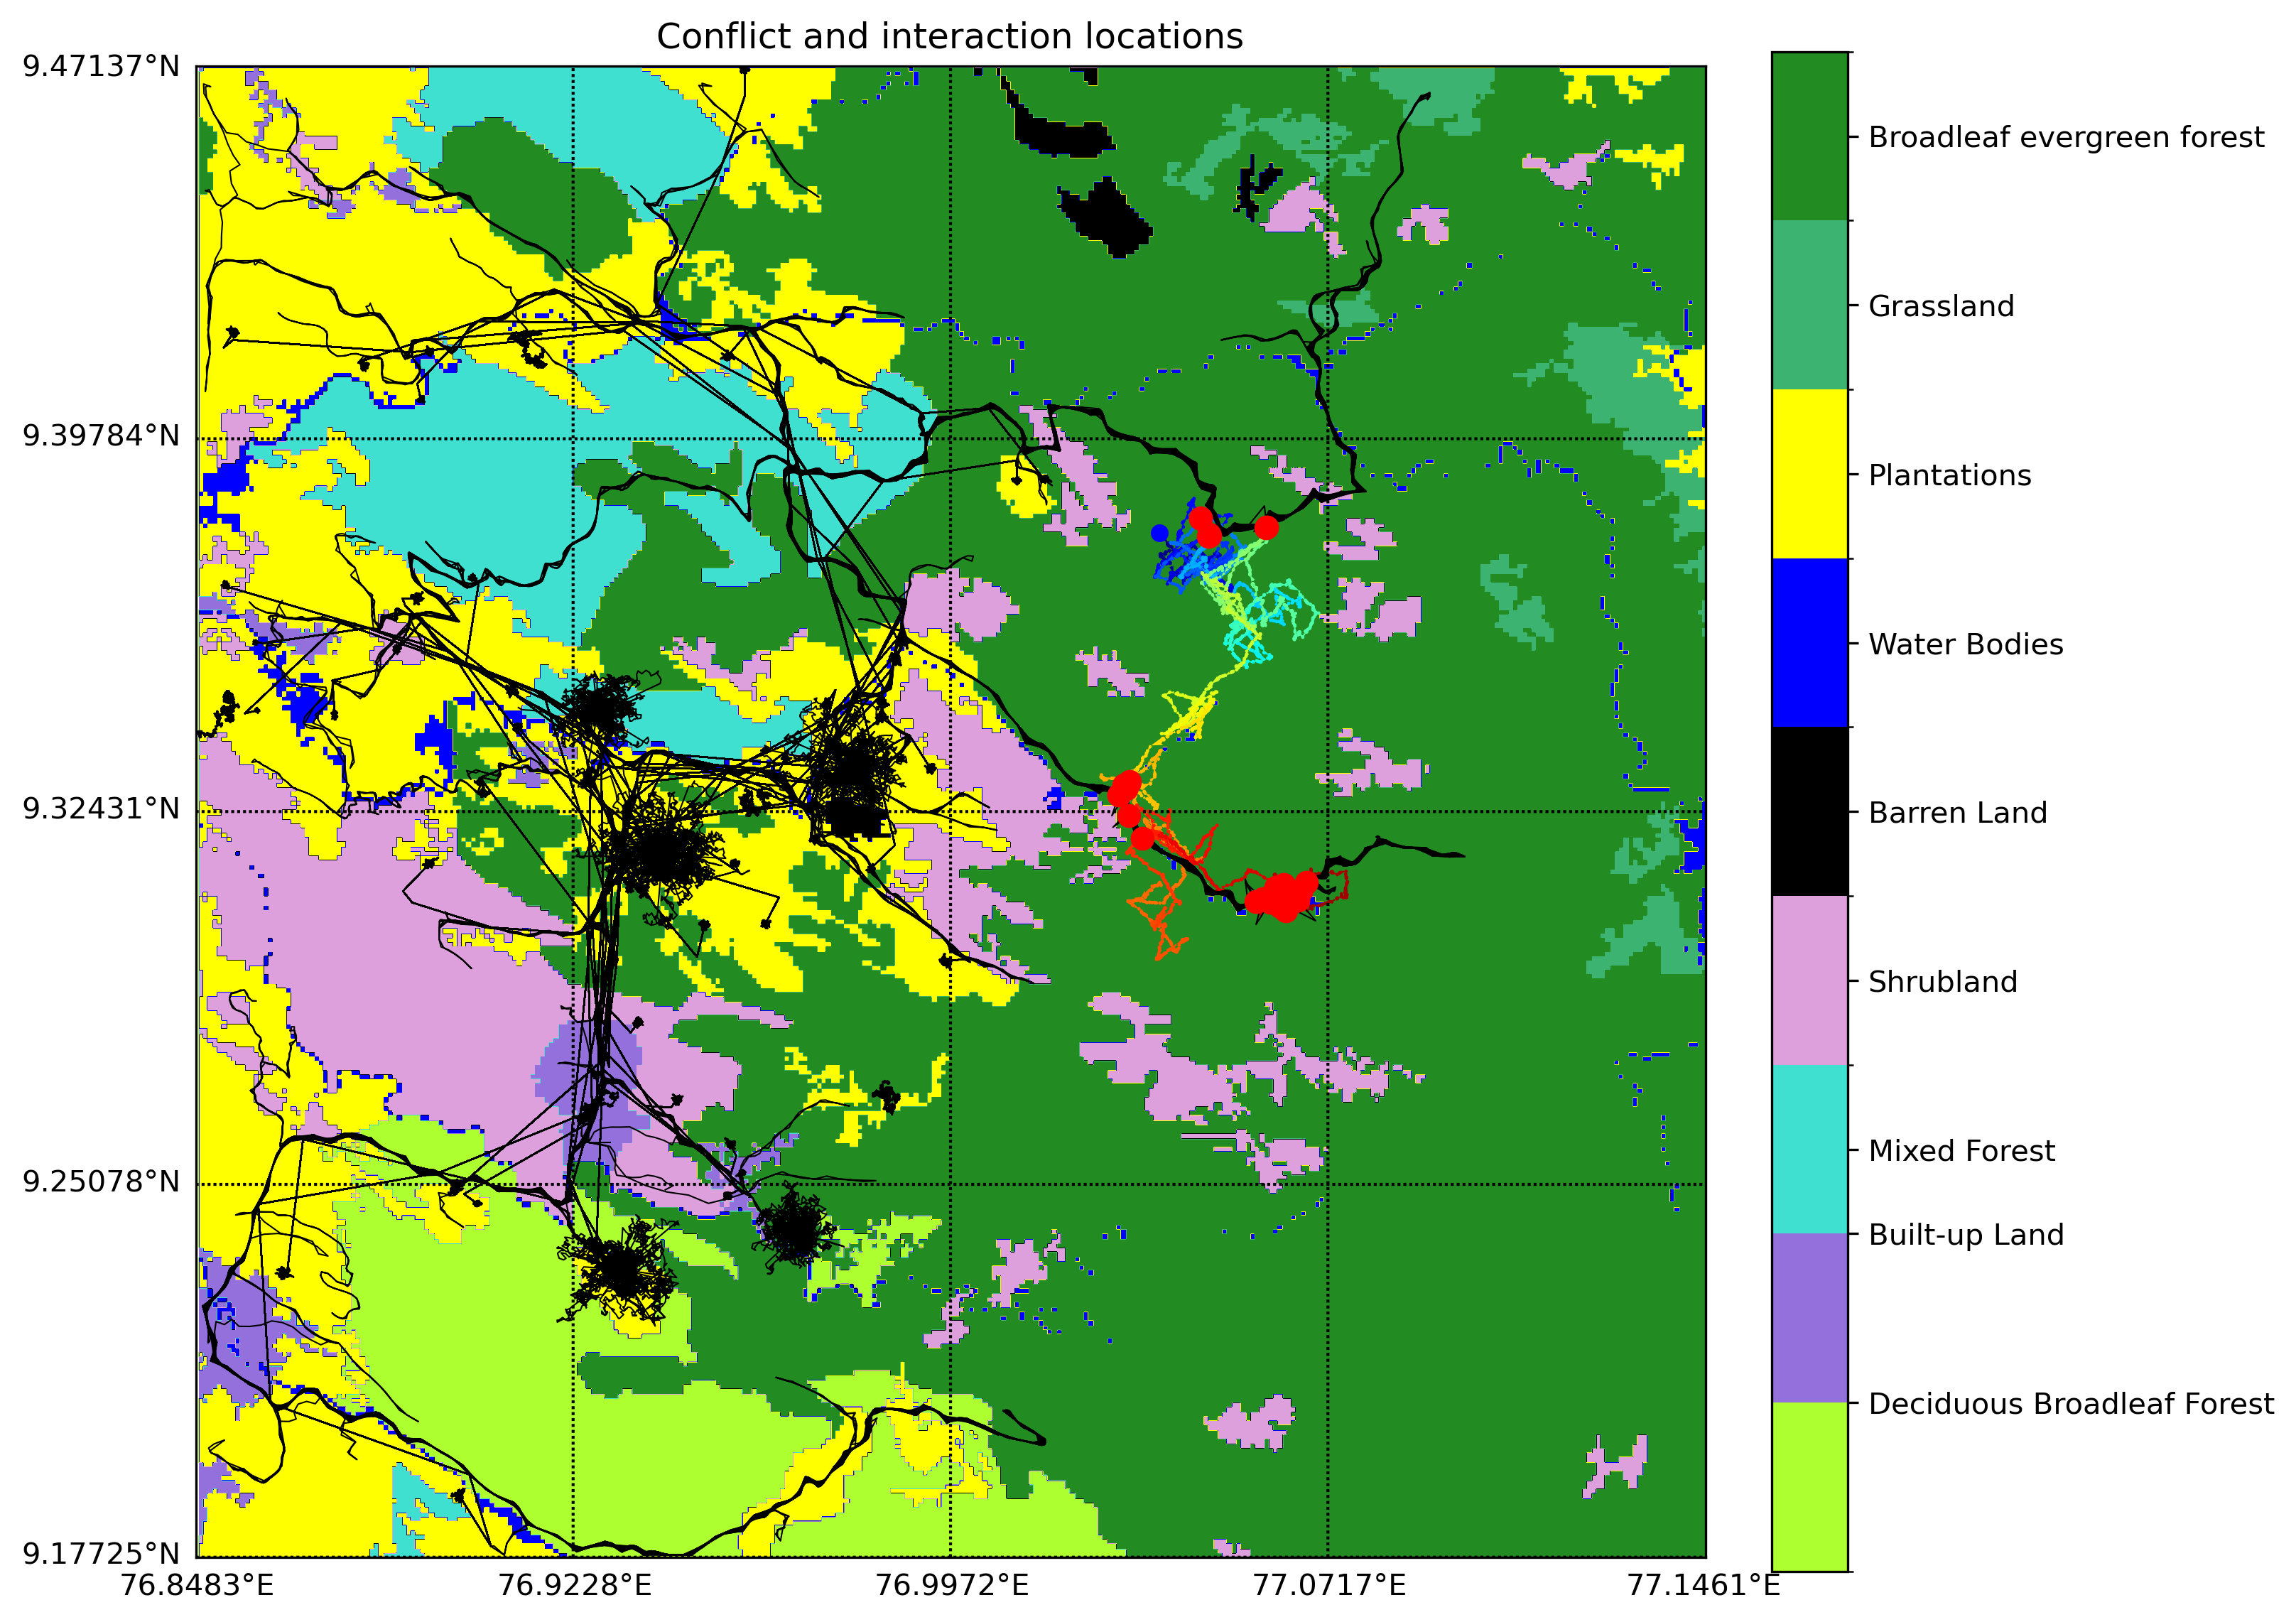 Conflict and interaction locations
9.47137°N
9.39784°N
9.32431°N
9.25078°N
9.17725°N
76.8483°E
76.9228°E
76.9972°E
77.0717°E
77.1461°E
Broadleaf evergreen forest
Grassland
Plantations
Water Bodies
Barren Land
Shrubland
Mixed Forest
Built-up Land
Deciduous Broadleaf Forest